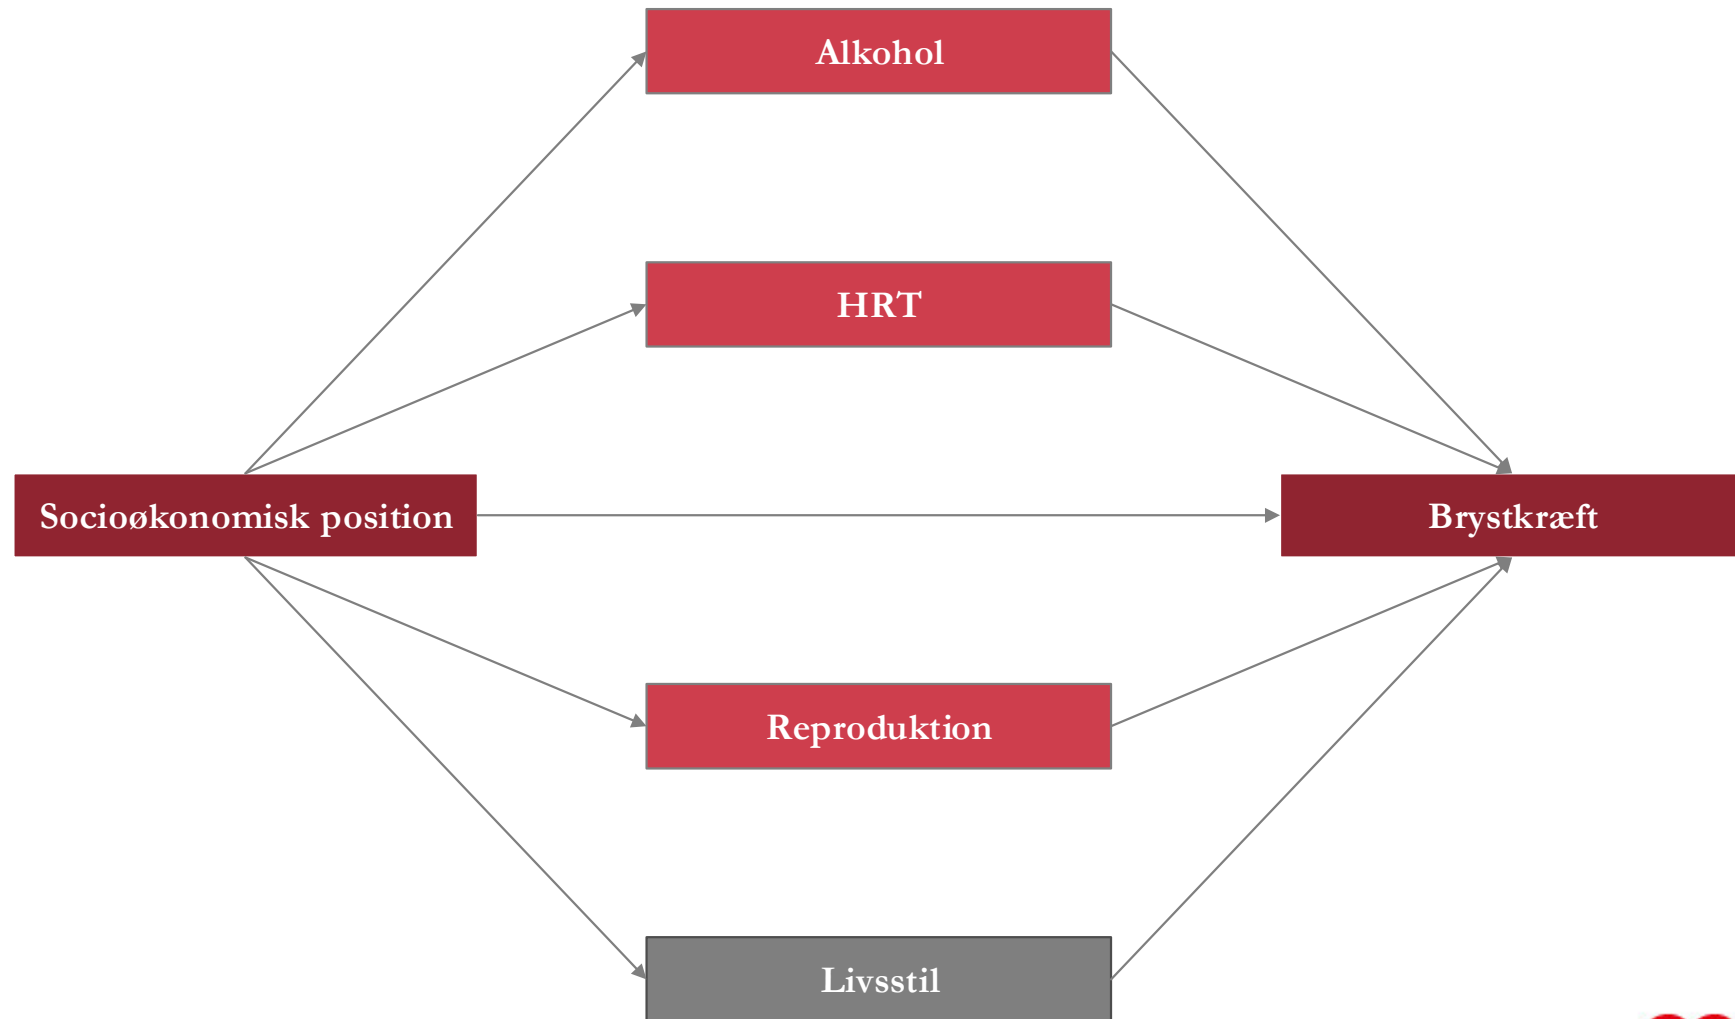 Alkohol
HRT
Socioøkonomisk position
Brystkræft
Reproduktion
Livsstil